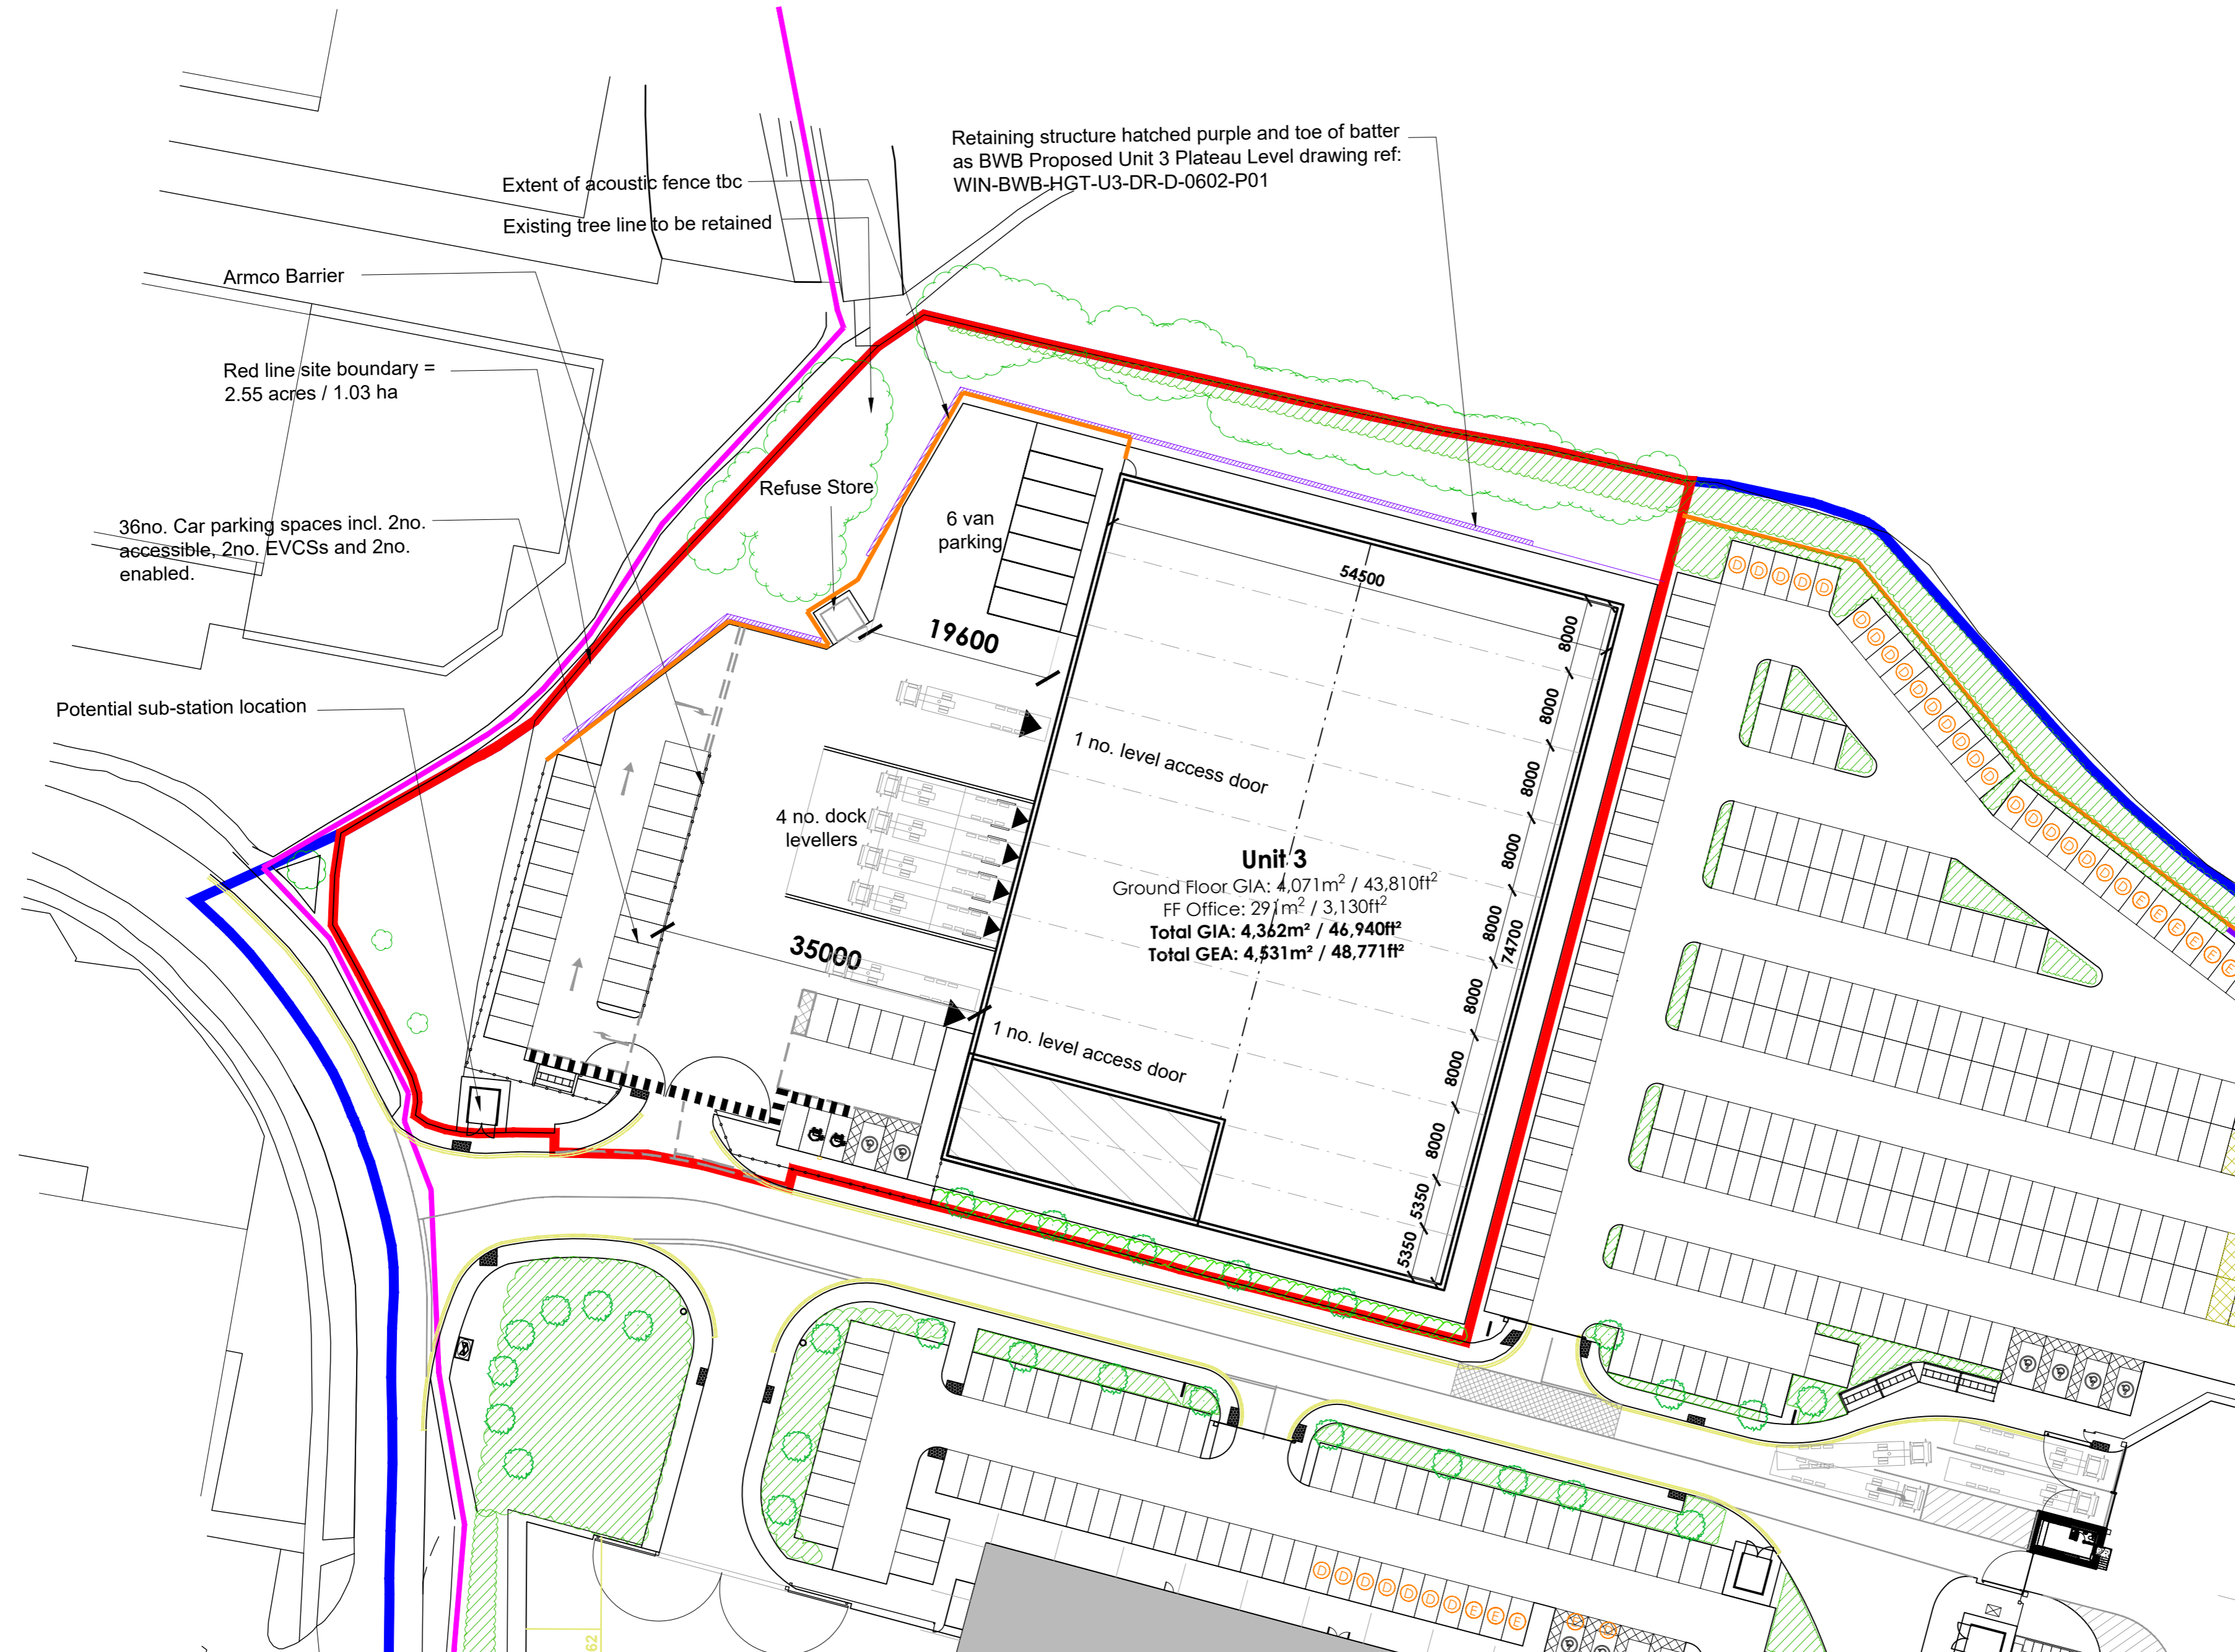 Retaining structure hatched purple and toe of batter
as BWB Proposed Unit 3 Plateau Level drawing ref:
WIN-BWB-HGT-U3-DR-D-0602-P01
Extent of acoustic fence tbc
Existing tree line to be retained
Armco Barrier
Red line site boundary =
2.55 acres / 1.03 ha
Refuse Store
36no. Car parking spaces incl. 2no.
accessible, 2no. EVCSs and 2no.
enabled.
6 van
parking
54500
19600
Potential sub-station location
1 no. level access door
4 no. dock
levellers
Unit 3
Ground Floor GIA: 4,071m² / 43,810ft²
FF Office: 291m² / 3,130ft²
Total GIA: 4,362m² / 46,940ft²
Total GEA: 4,531m² / 48,771ft²
35000
1 no. level access door
8000
8000
8000
8000
8000
74700
8000
8000
8000
5350
5350
D D D D D
D D D D D D D D D
D D D D D D E E E E E
D D D D D D D E E E
62